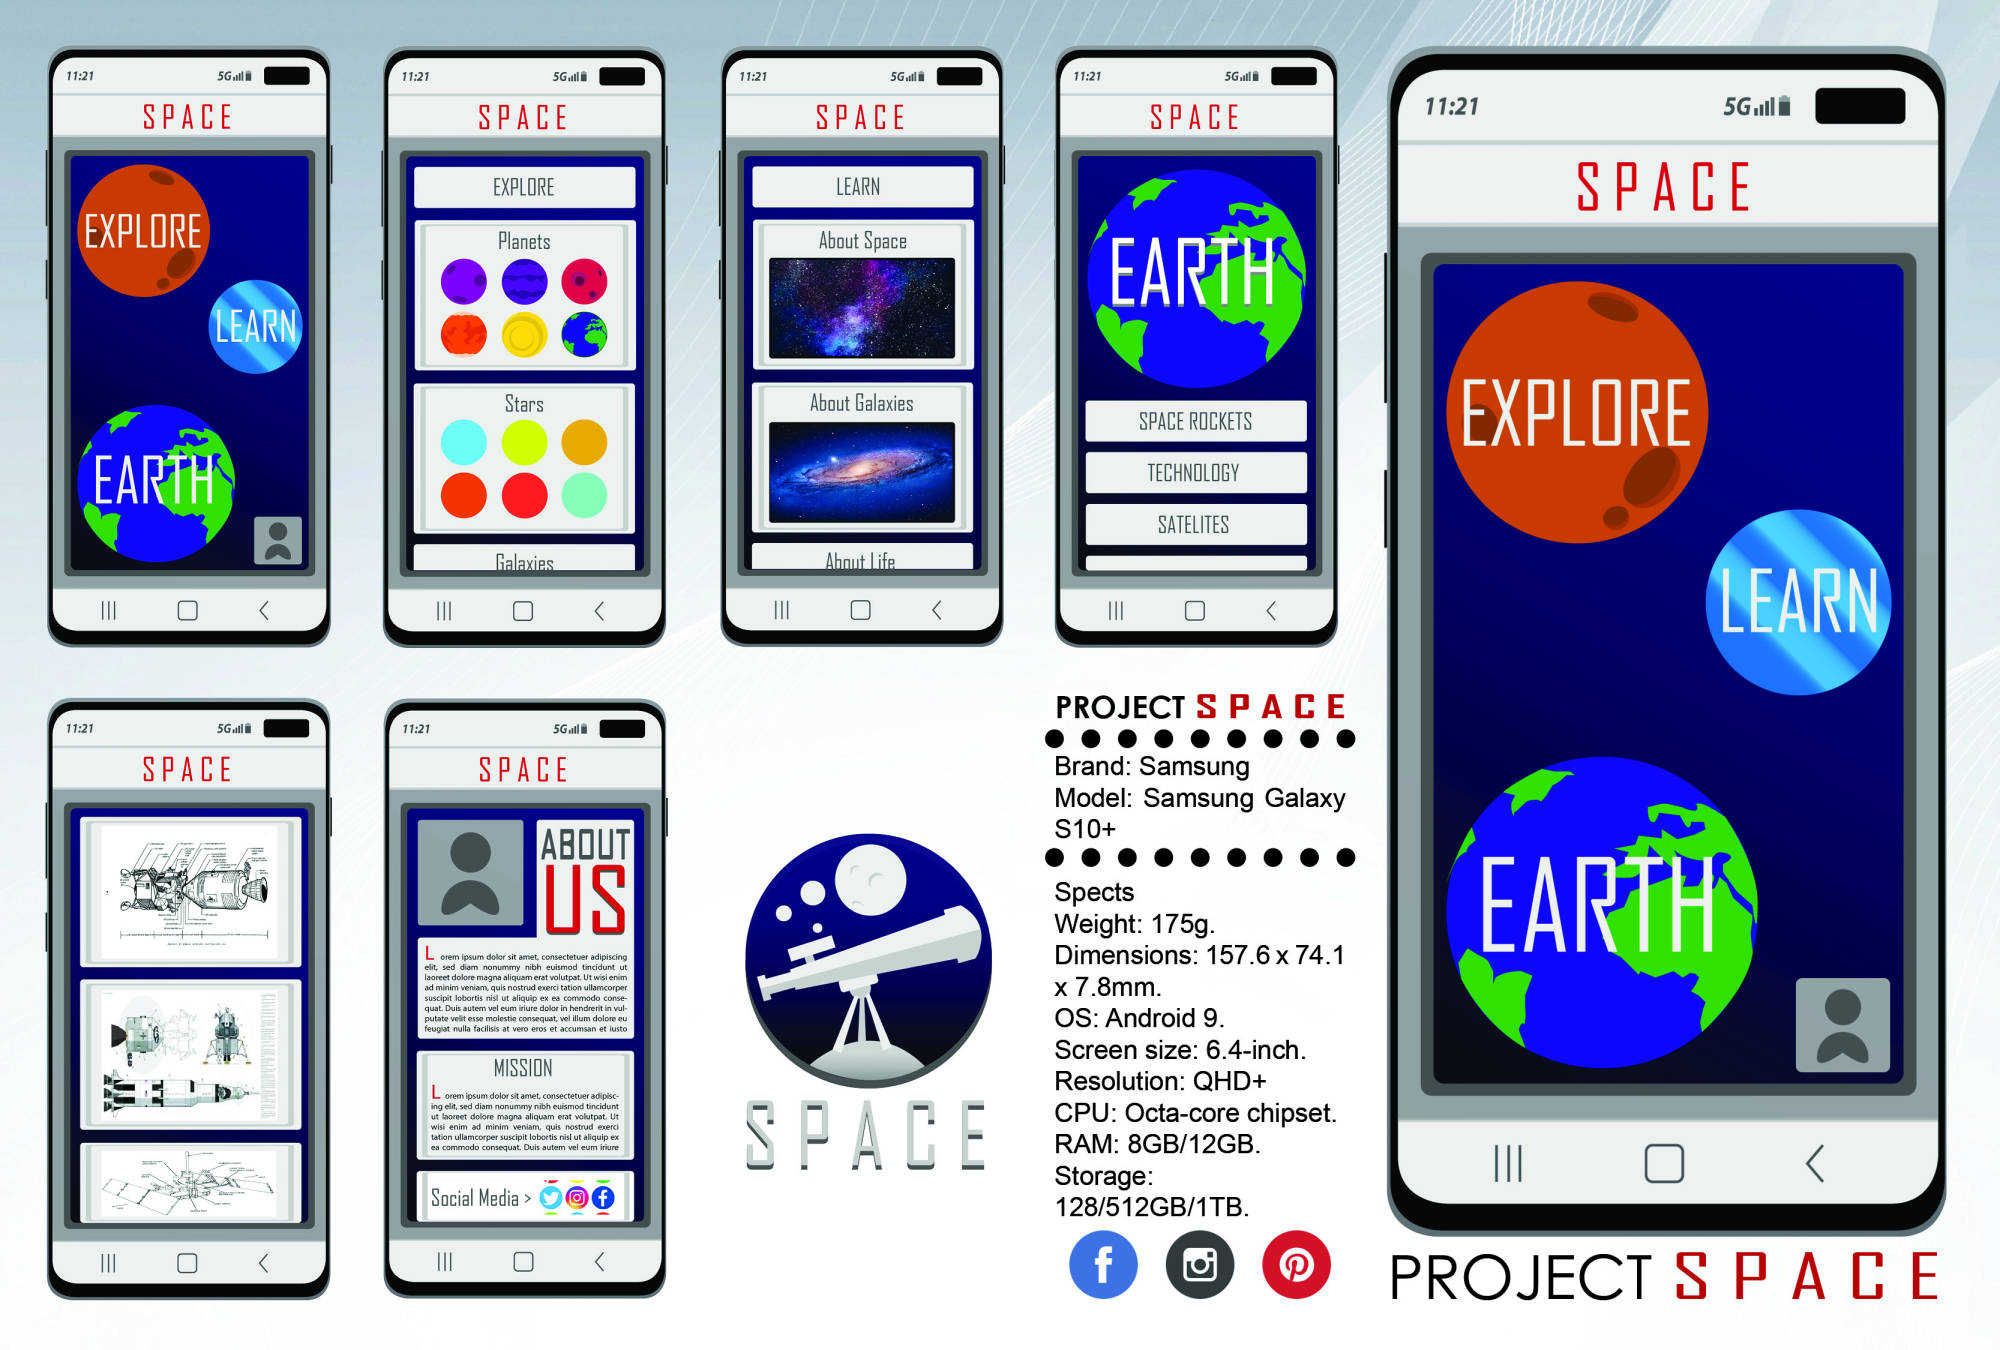 11:21 5G
SPACE
EXPLORE
LEARN
EARTH
11:21 5G
SPACE
EXPLORE
Planets
Stars
Galaxies
11:21 5G
SPACE
LEARN
About Space
About Galaxies
About Life
11:21 5G
SPACE
EARTH
SPACE ROCKETS
TECHNOLOGY
SATELITES
11:21 5G
SPACE
EXPLORE
LEARN
EARTH
PROJECT SPACE
11:21 5G
SPACE
11:21 5G
SPACE
ABOUT
US
Lorem ipsum dolor sit amet, consectetuer adipiscing
elit, sed diam nonummy nibh euismod tincidunt ut
laoreet dolore magna aliquam erat volutpat. Ut wisi enim
ad minim veniam, quis nostrud exerci tation ullamcorper
suscipit lobortis nisl ut aliquip ex ea commodo conse-
quat. Duis autem vel eum iriure dolor in hendrerit in vul-
putate velit esse molestie consequat, vel illum dolore eu
feugiat nulla facilisis at vero eros et accumsan et iusto
MISSION
Lorem ipsum dolor sit amet, consectetuer adipisc-
ing elit, sed diam nonummy nibh euismod tincidunt
ut laoreet dolore magna aliquam erat volutpat. Ut
wisi enim ad minim veniam, quis nostrud exerci
tation ullamcorper suscipit lobortis nisl ut aliquip ex
ea commodo consequat. Duis autem vel eum iriure
Social Media >
SPACE
PROJECT SPACE
Brand: Samsung
Model: Samsung Galaxy
S10+
Spects
Weight: 175g.
Dimensions: 157.6 x 74.1
x 7.8mm.
OS: Android 9.
Screen size: 6.4-inch.
Resolution: QHD+
CPU: Octa-core chipset.
RAM: 8GB/12GB.
Storage:
128/512GB/1TB.